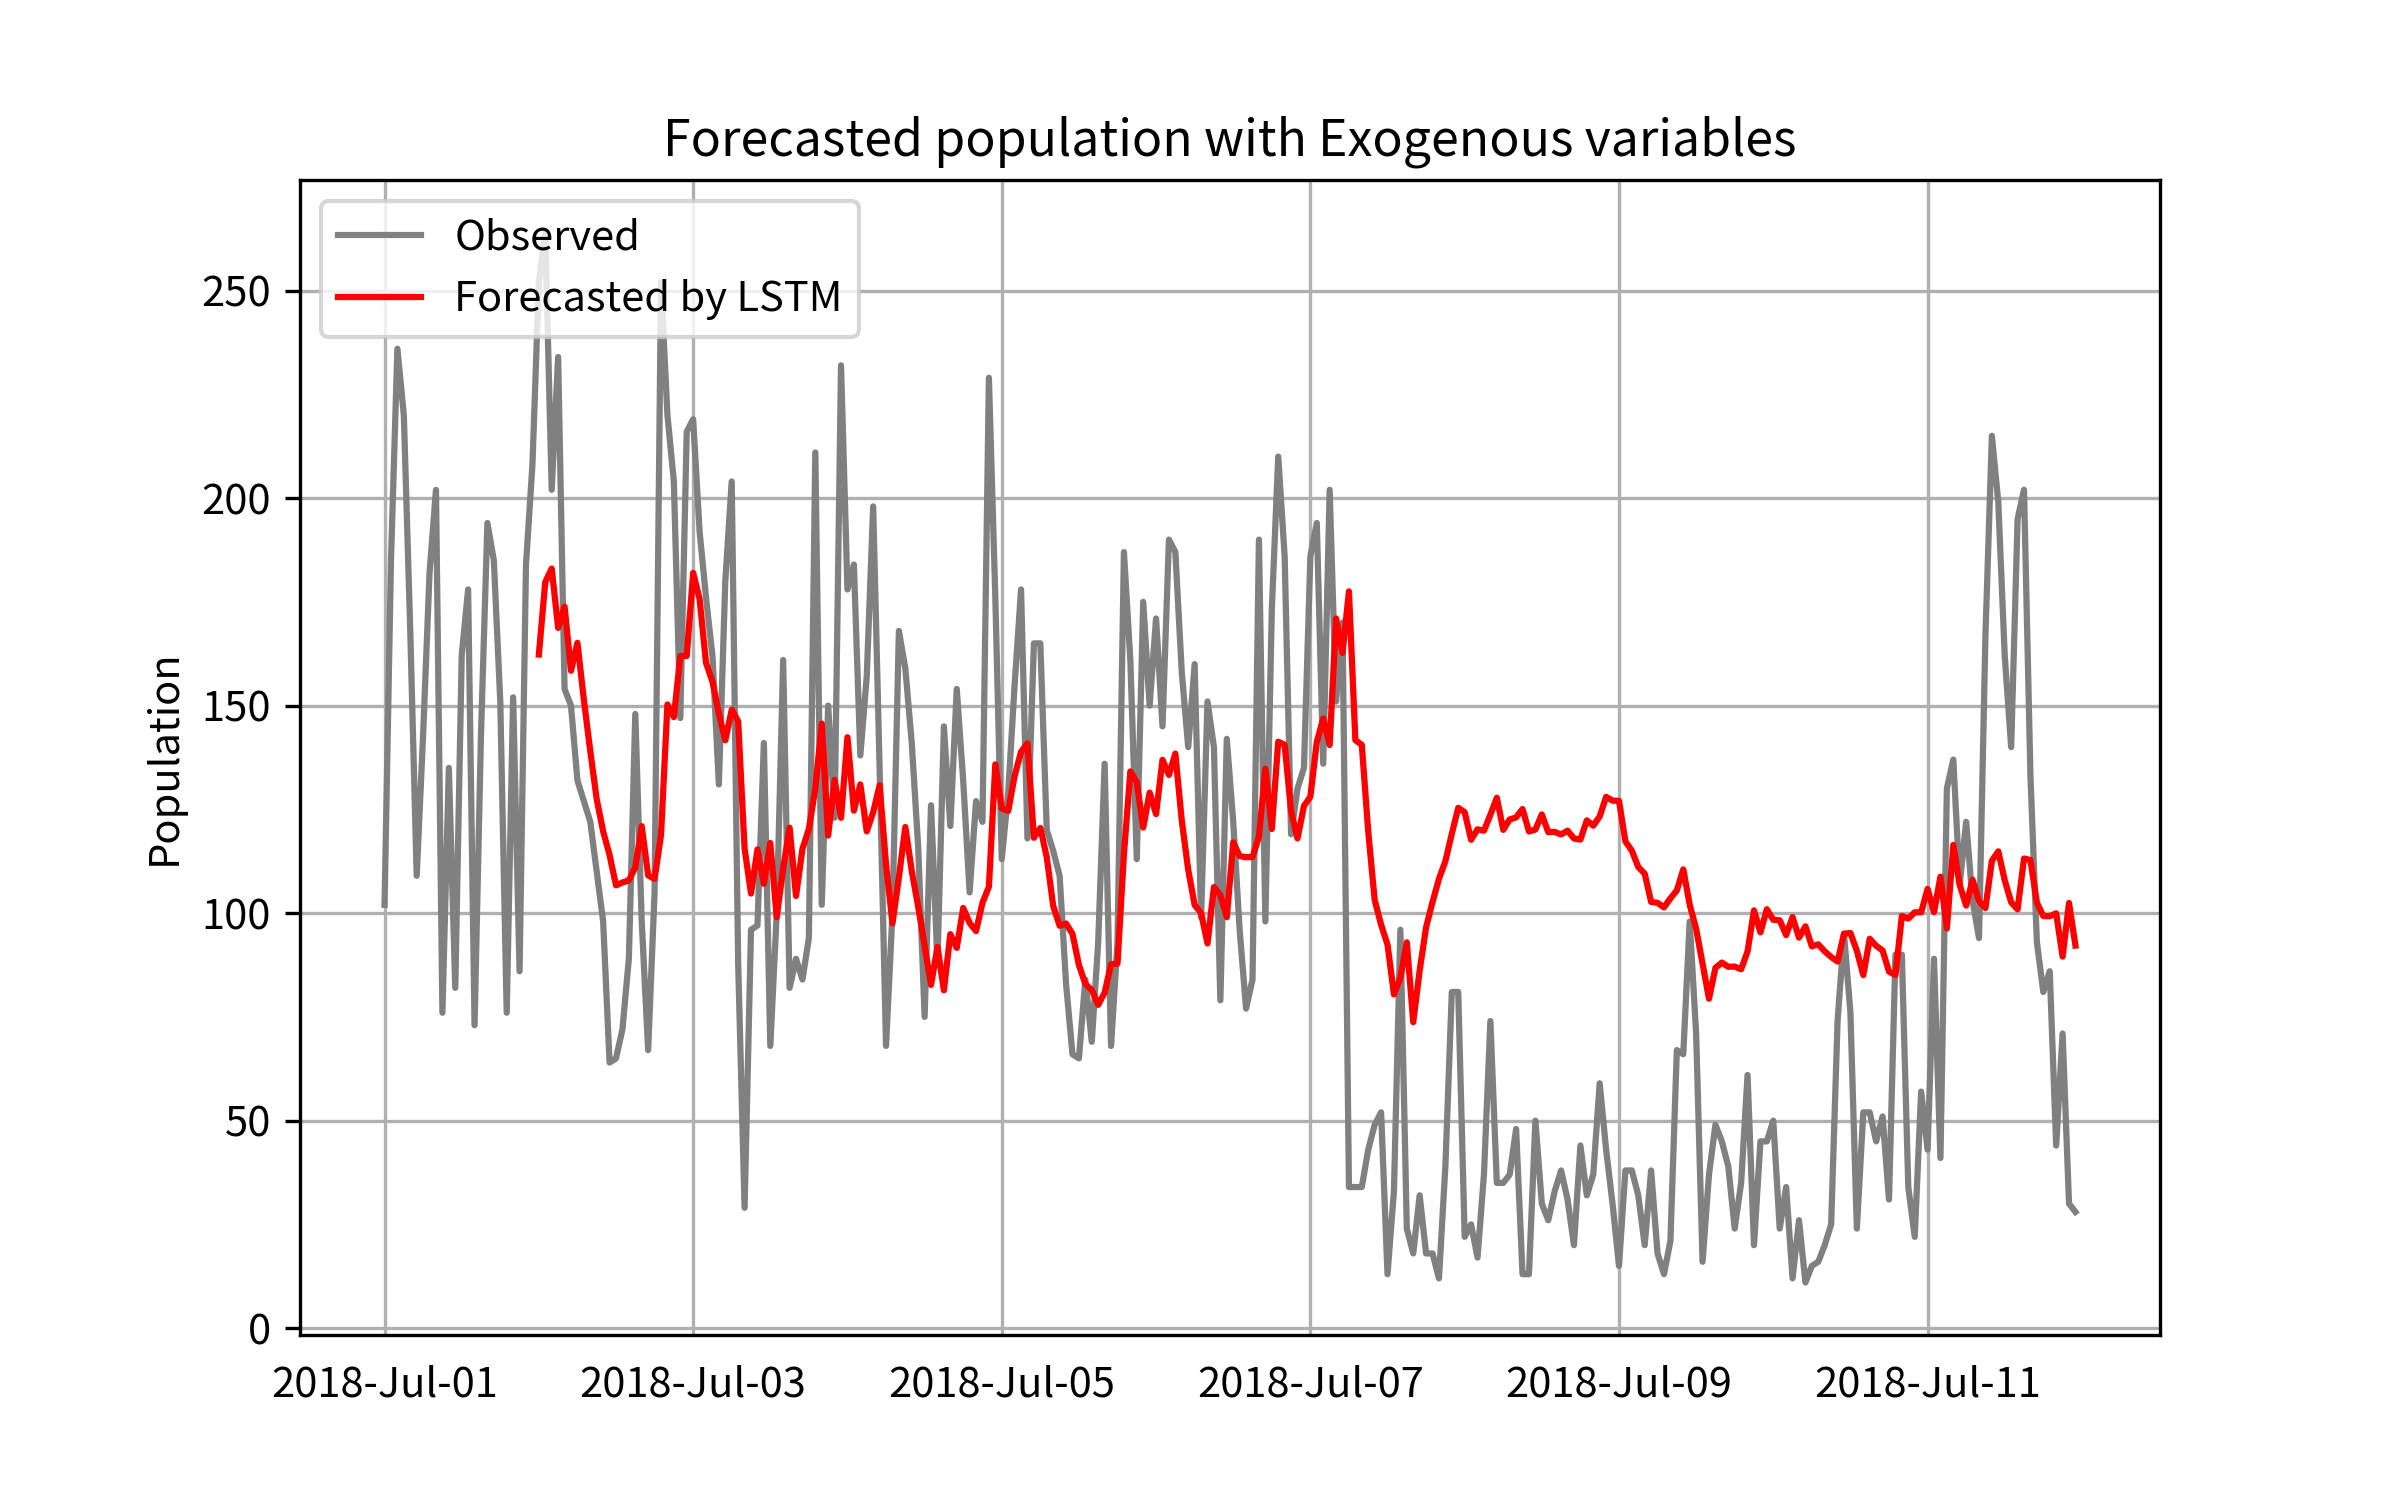 Forecasted population with Exogenous variables
Observed
Forecasted by LSTM
Population
250
200
150
100
50
0
2018-Jul-01 2018-Jul-03 2018-Jul-05 2018-Jul-07 2018-Jul-09 2018-Jul-11